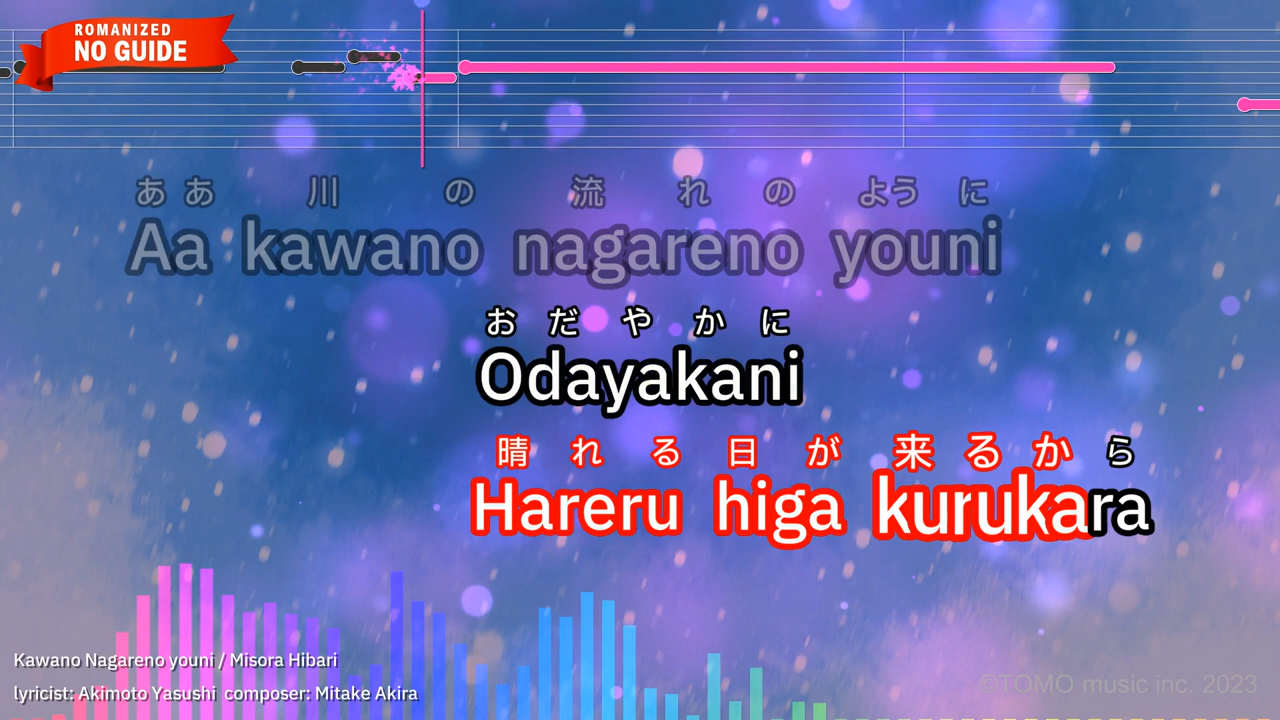 ROMANIZED
NO GUIDE
ああ 川の 流れの ように
Aa kawano nagareno youni
おだやかに
Odayakani
晴れる 日が 来るから
Hareru higa kurukara
Kawano Nagareno youni / Misora Hibari
lyricist: Akimoto Yasushi composer: Mitake Akira
©TOMO music inc. 2023